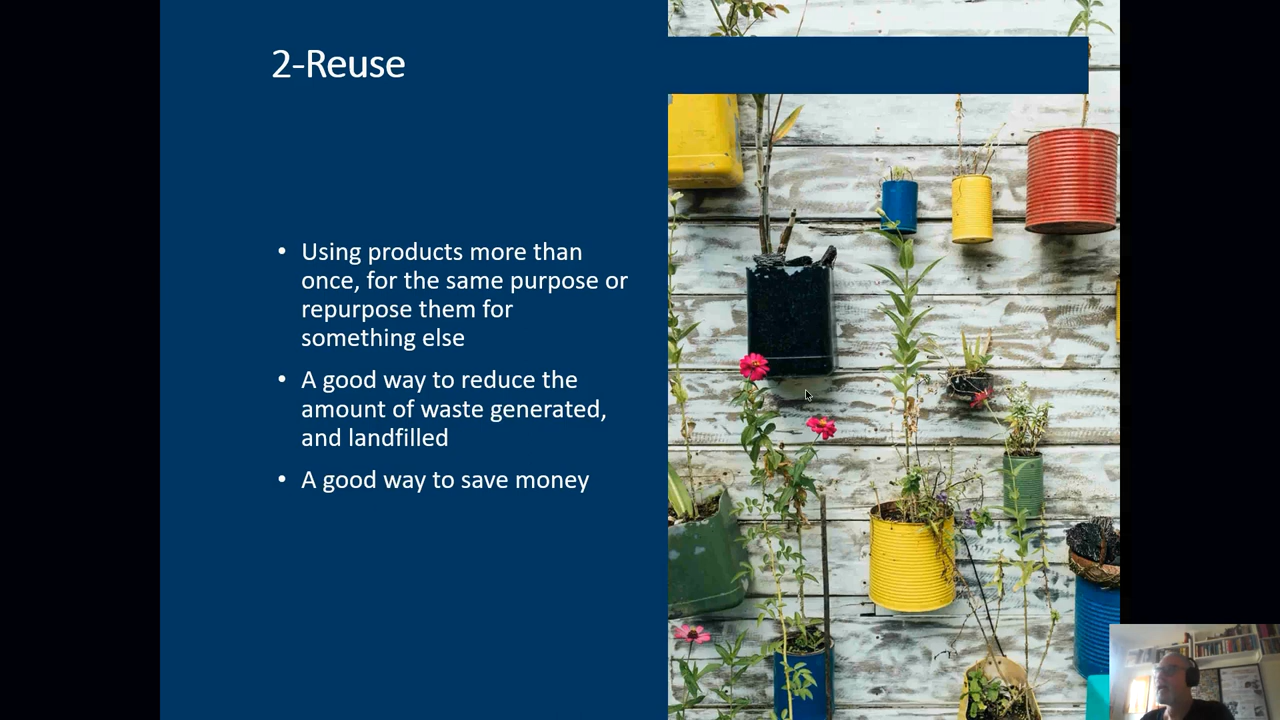 2-Reuse
• Using products more than
once, for the same purpose or
repurpose them for
something else
• A good way to reduce the
amount of waste generated,
and landfilled
• A good way to save money